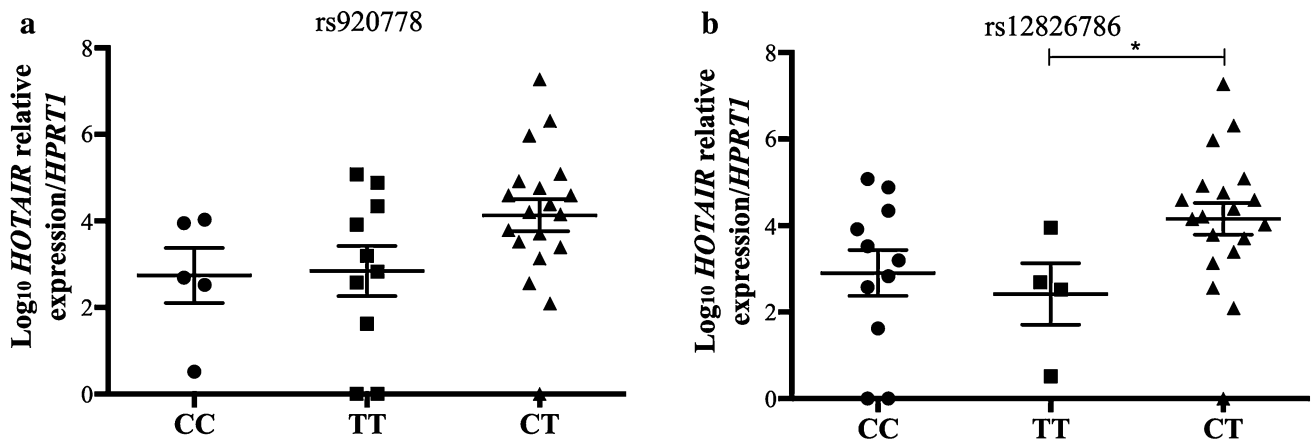 a
rs920778
Log₁₀ HOTAIR relative
expression/HPRT1
8
6
4
2
0
CC TT CT
b
rs12826786
*
Log₁₀ HOTAIR relative
expression/HPRT1
8
6
4
2
0
CC TT CT